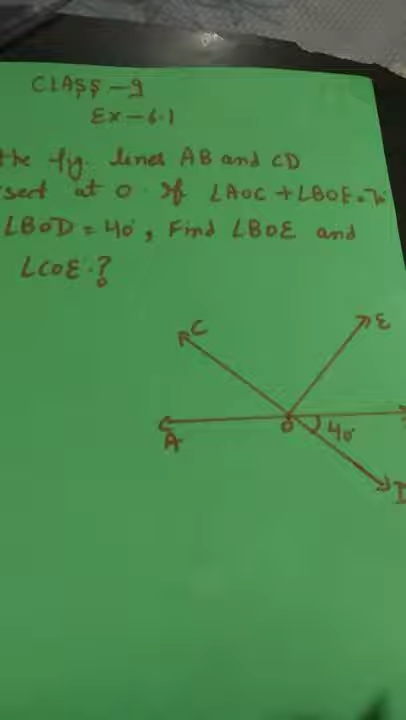 CLASS-9
Ex-6.1
the fig. lines AB and CD
sect at O. If ∠AOC + ∠BOE = 70°
∠BOD = 40°, Find ∠BOE and
∠COE.?
C
E
A
O
40°
D